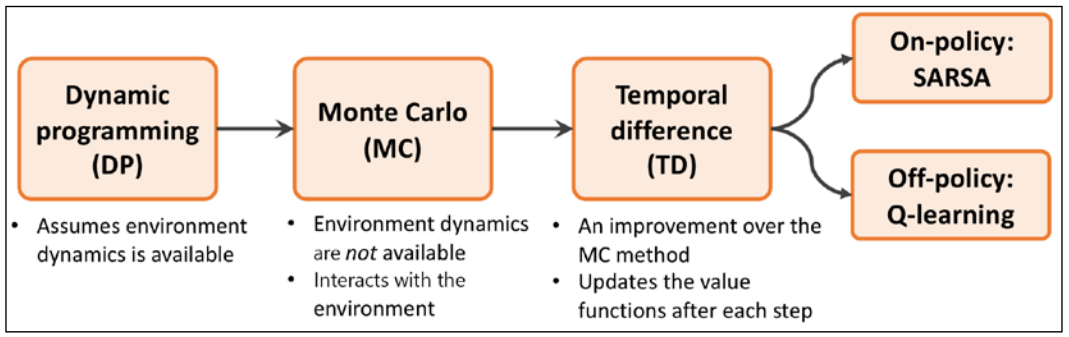 Dynamic
programming
(DP)
• Assumes environment
dynamics is available
Monte Carlo
(MC)
• Environment dynamics
are not available
• Interacts with the
environment
Temporal
difference
(TD)
• An improvement over the
MC method
• Updates the value
functions after each step
On-policy:
SARSA
Off-policy:
Q-learning